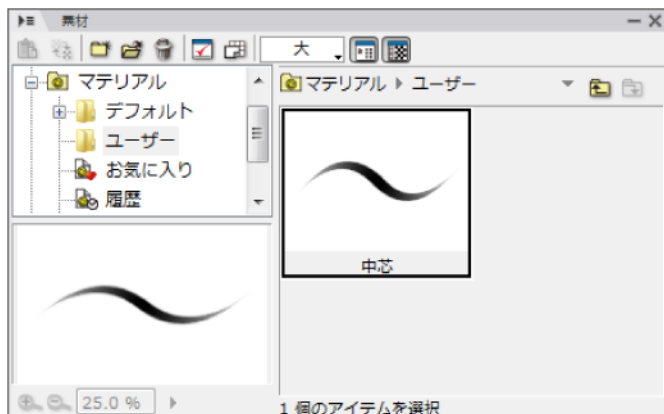 素材
大
マテリアル
デフォルト
ユーザー
お気に入り
履歴
マテリアル ユーザー
中芯
25.0 %
1 個のアイテムを選択